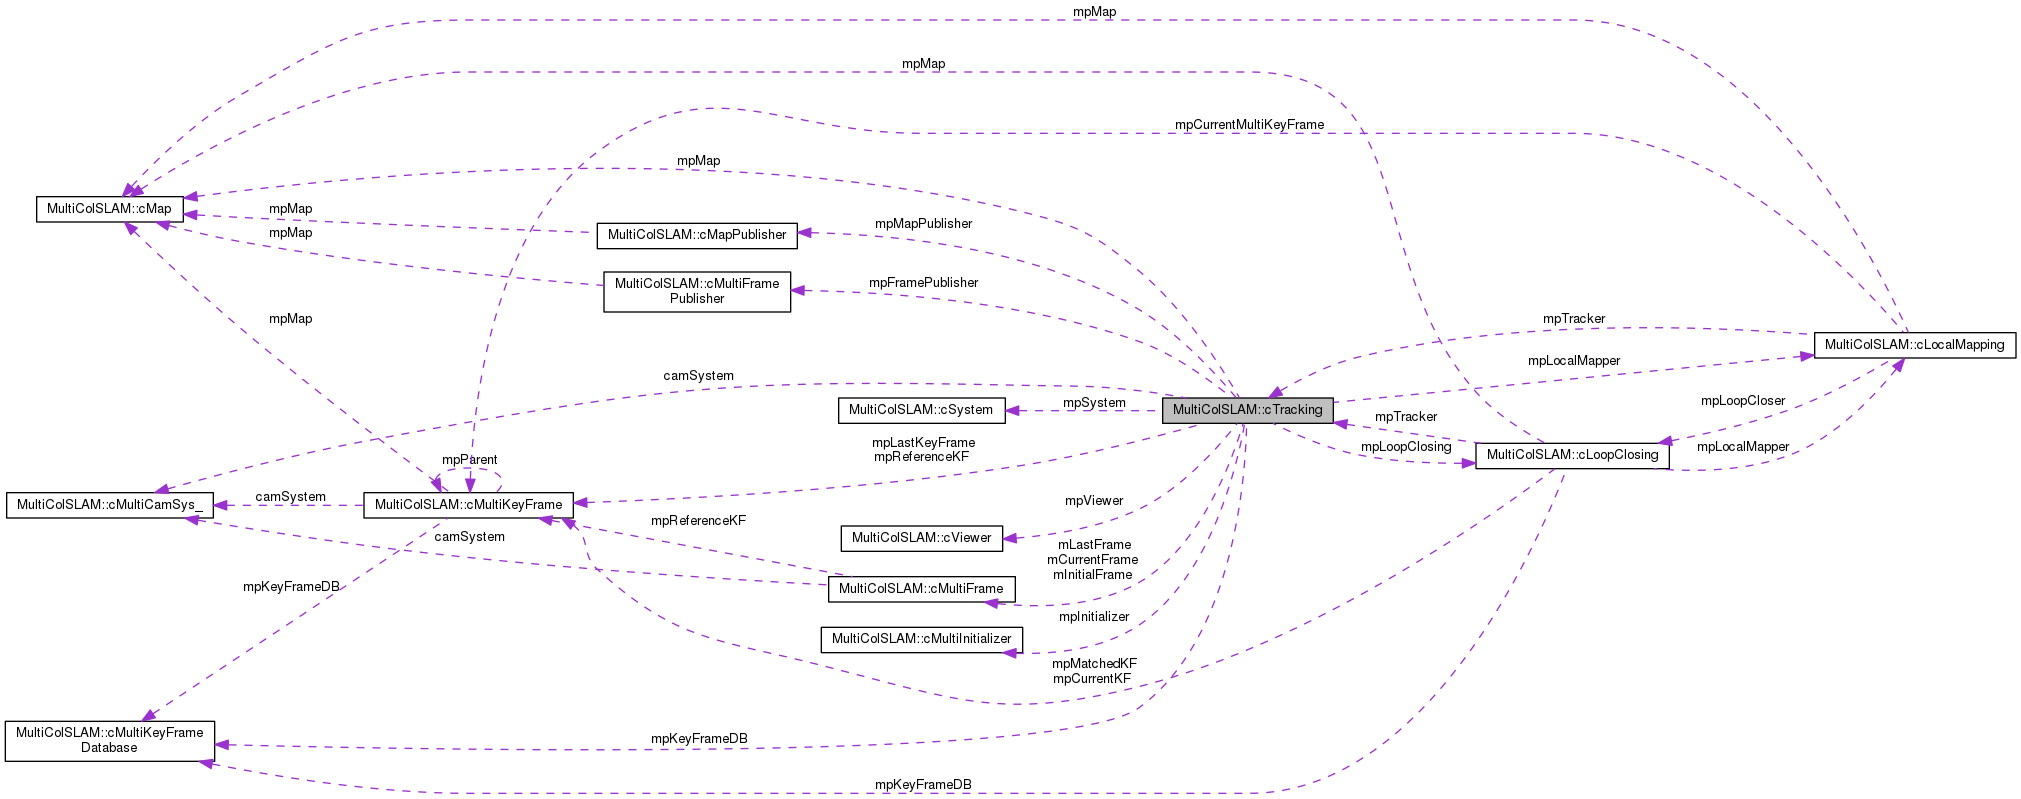 mpMap
mpMap
mpCurrentMultiKeyFrame
mpMap
MultiColSLAM::cMap
mpMap
mpMapPublisher
mpMap
MultiColSLAM::cMapPublisher
mpFramePublisher
MultiColSLAM::cMultiFrame
Publisher
mpMap
mpTracker
MultiColSLAM::cLocalMapping
mpLocalMapper
camSystem
mpSystem
mpLoopCloser
MultiColSLAM::cSystem
MultiColSLAM::cTracking
mpTracker
mpLastKeyFrame
mpReferenceKF
mpLoopClosing
mpLocalMapper
mpParent
MultiColSLAM::cLoopClosing
camSystem
mpViewer
MultiColSLAM::cMultiCamSys_
MultiColSLAM::cMultiKeyFrame
mpReferenceKF
camSystem
MultiColSLAM::cViewer
mLastFrame
mCurrentFrame
mInitialFrame
mpKeyFrameDB
MultiColSLAM::cMultiFrame
mpInitializer
MultiColSLAM::cMultiInitializer
mpMatchedKF
mpCurrentKF
MultiColSLAM::cMultiKeyFrame
Database
mpKeyFrameDB
mpKeyFrameDB